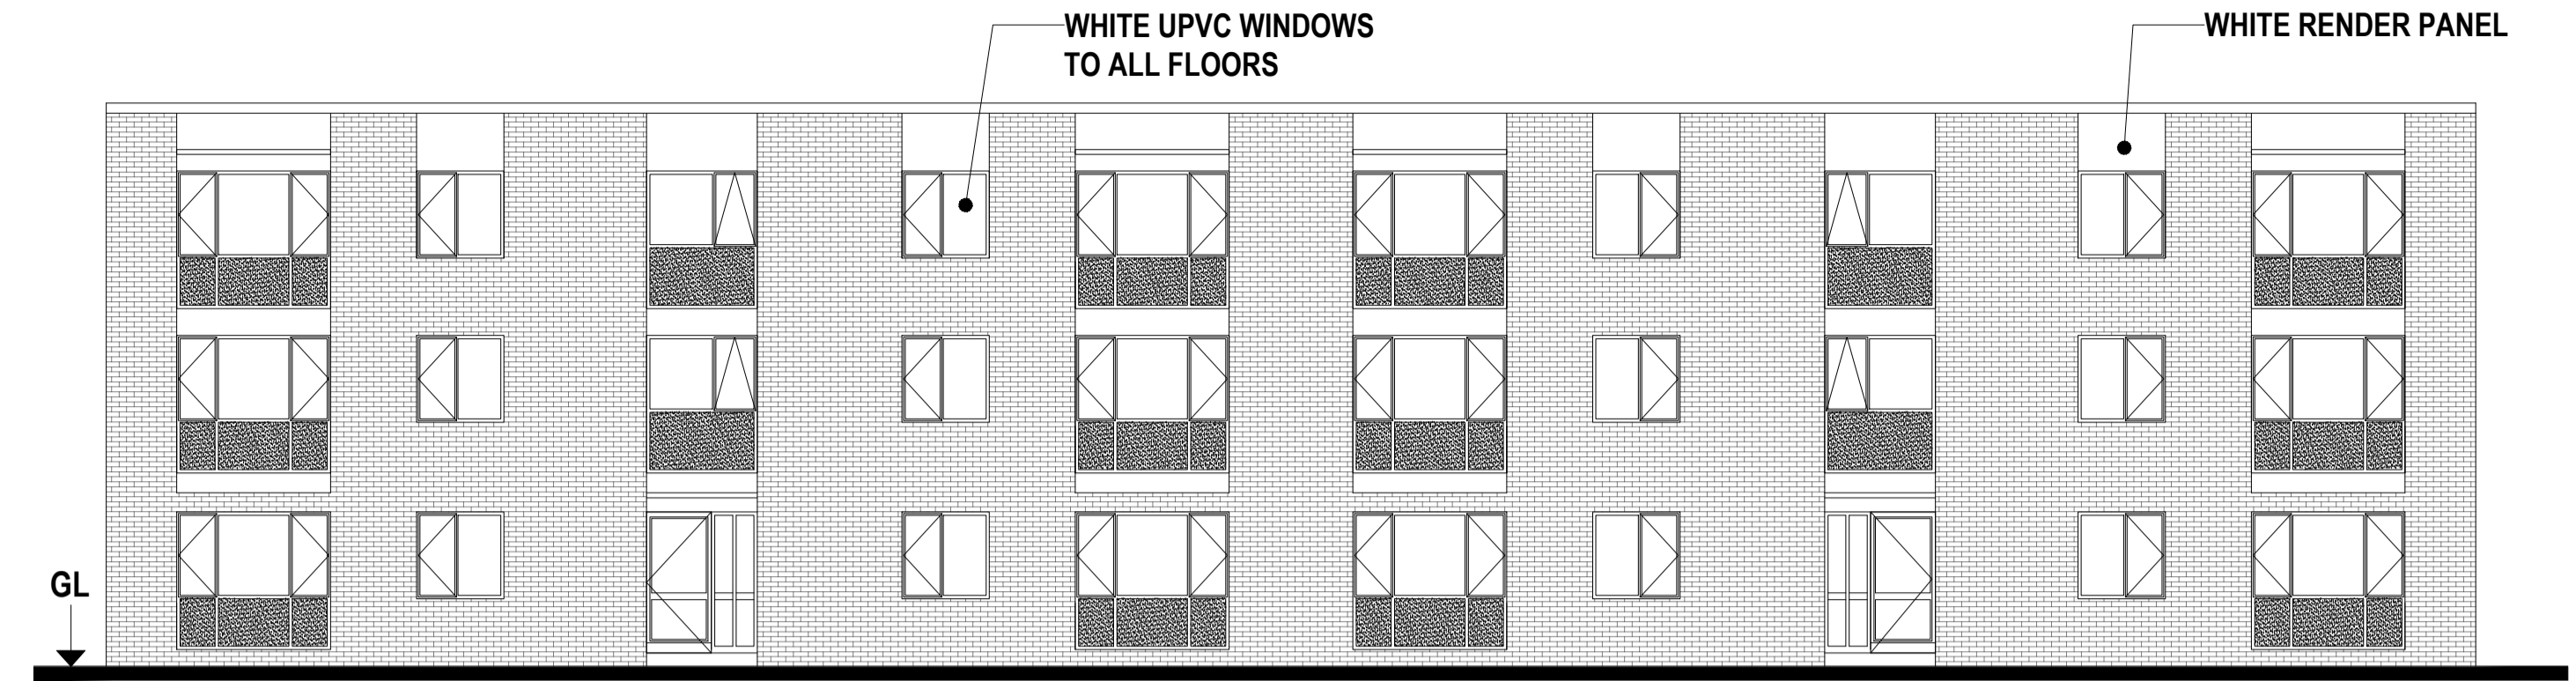 WHITE UPVC WINDOWS
TO ALL FLOORS
WHITE RENDER PANEL
GL